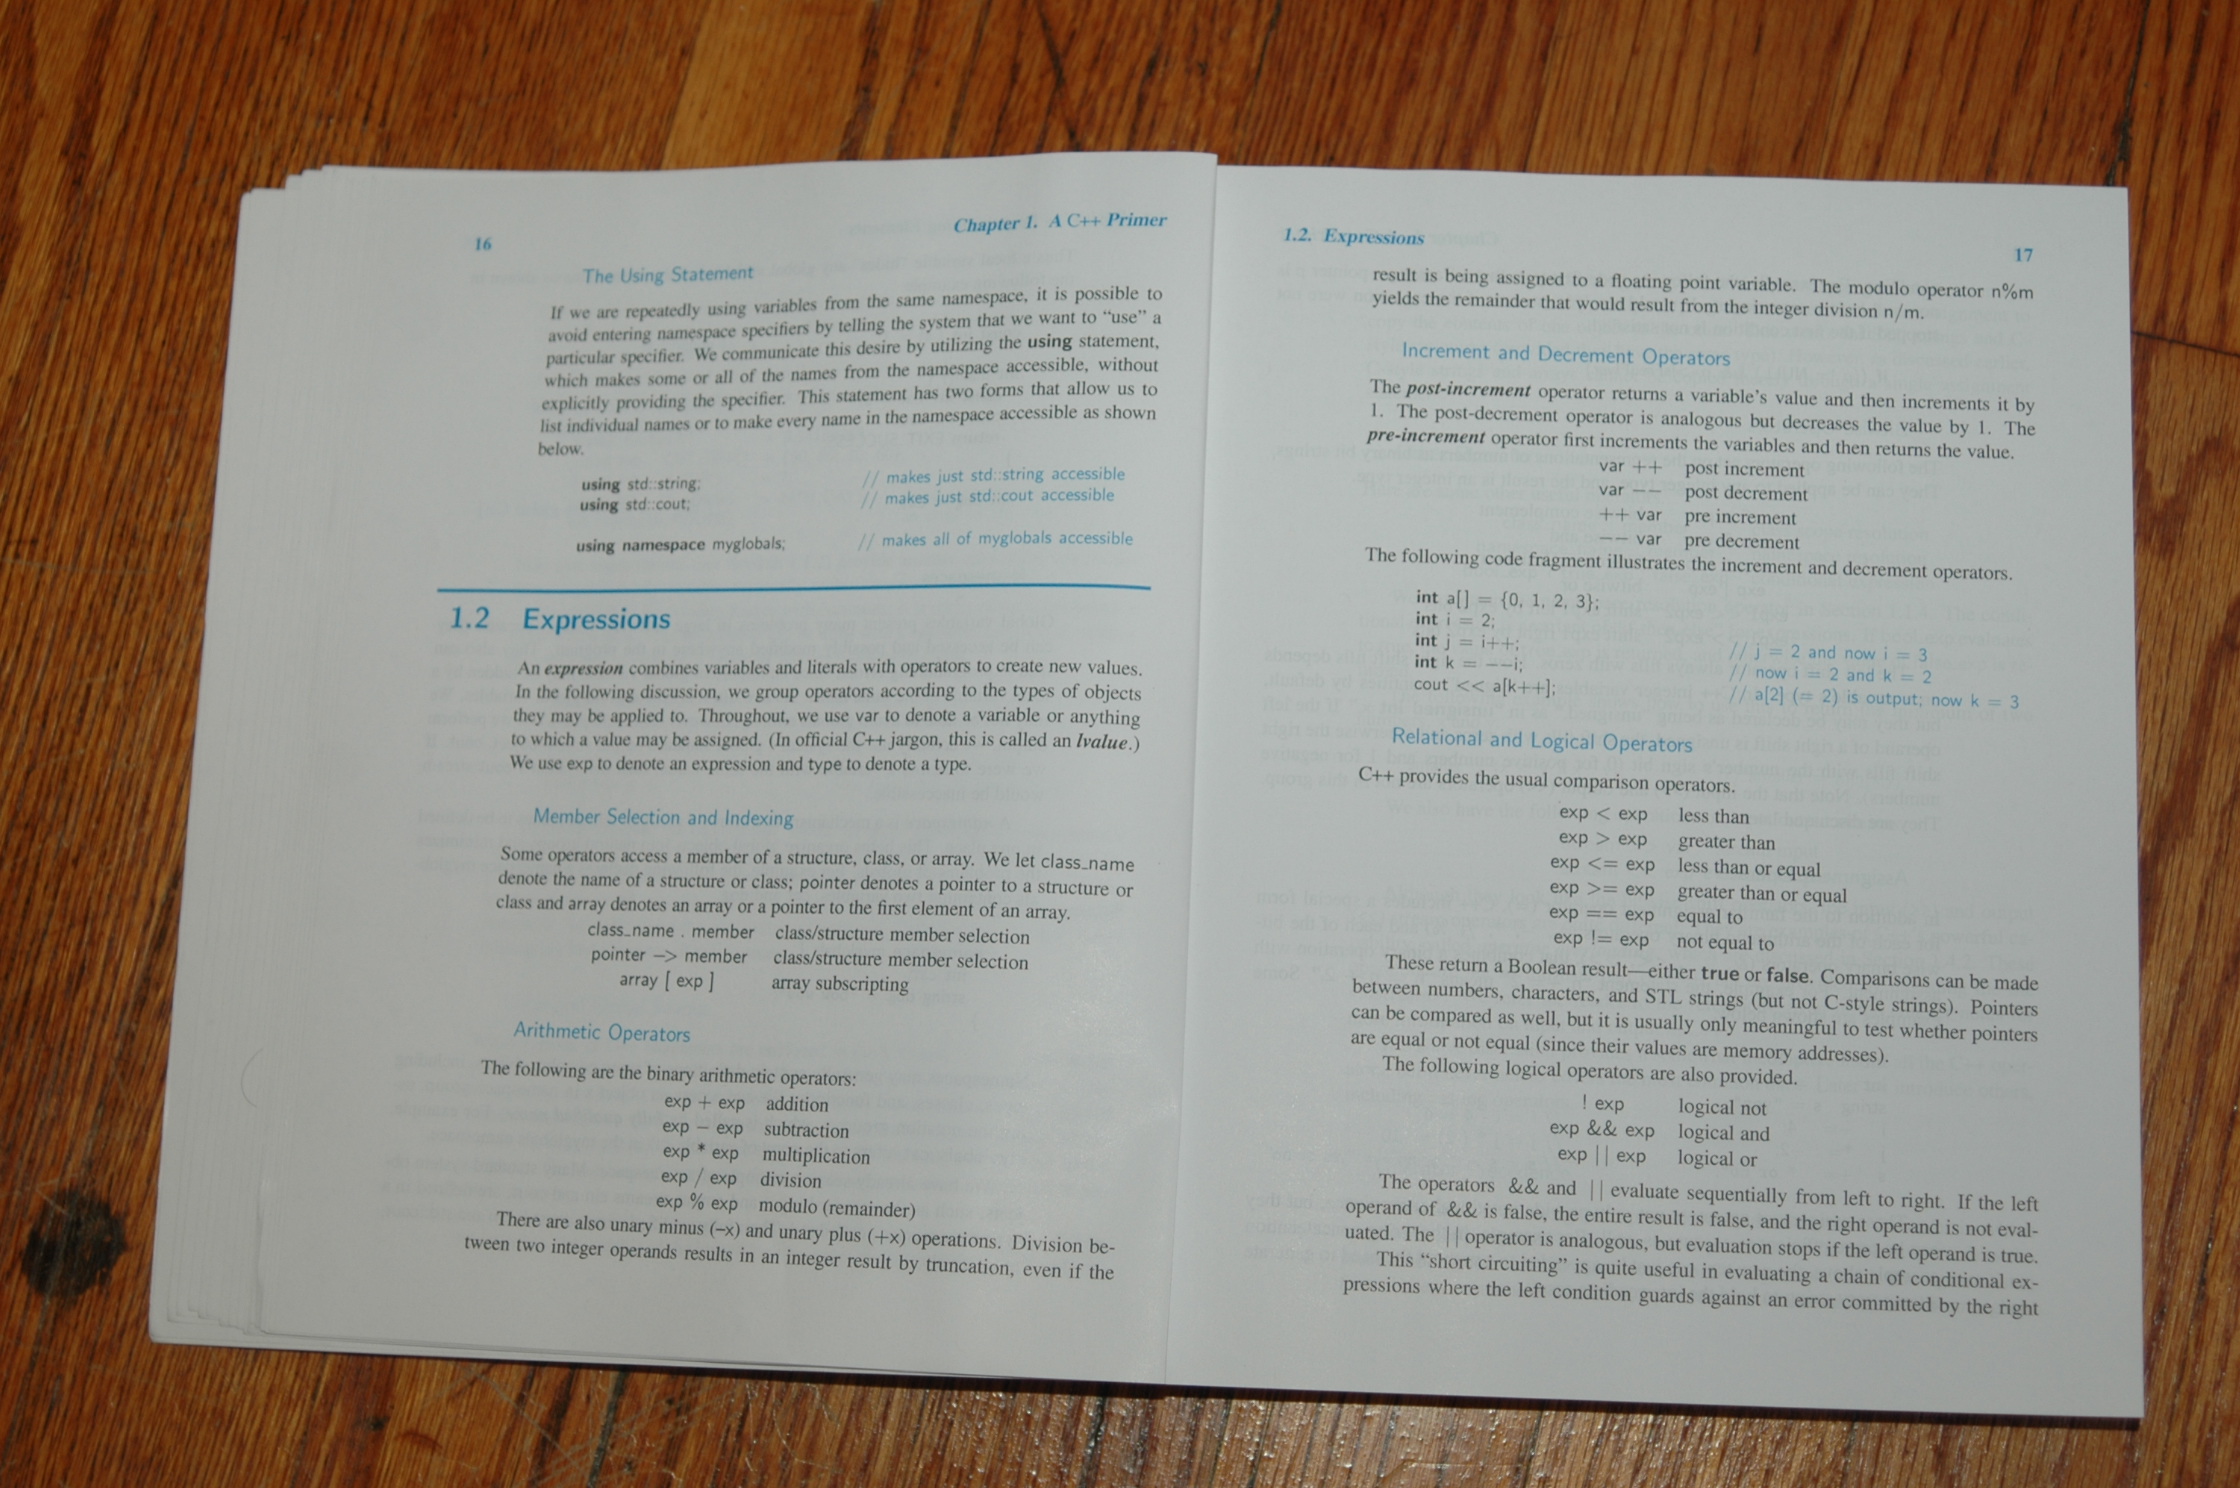 16
Chapter 1. A C++ Primer
The Using Statement
If we are repeatedly using variables from the same namespace, it is possible to
avoid entering namespace specifiers by telling the system that we want to “use” a
particular specifier. We communicate this desire by utilizing the using statement,
which makes some or all of the names from the namespace accessible, without
explicitly providing the specifier. This statement has two forms that allow us to
list individual names or to make every name in the namespace accessible as shown
below.
using std::string; // makes just std::string accessible
using std::cout; // makes just std::cout accessible
using namespace myglobals; // makes all of myglobals accessible
1.2 Expressions
An expression combines variables and literals with operators to create new values.
In the following discussion, we group operators according to the types of objects
they may be applied to. Throughout, we use var to denote a variable or anything
to which a value may be assigned. (In official C++ jargon, this is called an lvalue.)
We use exp to denote an expression and type to denote a type.
Member Selection and Indexing
Some operators access a member of a structure, class, or array. We let class_name
denote the name of a structure or class; pointer denotes a pointer to a structure or
class and array denotes an array or a pointer to the first element of an array.
class_name . member class/structure member selection
pointer −> member class/structure member selection
array [ exp ] array subscripting
Arithmetic Operators
The following are the binary arithmetic operators:
exp + exp addition
exp − exp subtraction
exp * exp multiplication
exp / exp division
exp % exp modulo (remainder)
There are also unary minus (−x) and unary plus (+x) operations. Division be-
tween two integer operands results in an integer result by truncation, even if the
1.2. Expressions
17
result is being assigned to a floating point variable. The modulo operator n%m
yields the remainder that would result from the integer division n/m.
Increment and Decrement Operators
The post-increment operator returns a variable's value and then increments it by
1. The post-decrement operator is analogous but decreases the value by 1. The
pre-increment operator first increments the variables and then returns the value.
var ++ post increment
var −− post decrement
++ var pre increment
−− var pre decrement
The following code fragment illustrates the increment and decrement operators.
int a[] = {0, 1, 2, 3};
int i = 2;
int j = i++; // j = 2 and now i = 3
int k = −−i; // now i = 2 and k = 2
cout << a[k++]; // a[2] (= 2) is output; now k = 3
Relational and Logical Operators
C++ provides the usual comparison operators.
exp < exp less than
exp > exp greater than
exp <= exp less than or equal
exp >= exp greater than or equal
exp == exp equal to
exp != exp not equal to
These return a Boolean result—either true or false. Comparisons can be made
between numbers, characters, and STL strings (but not C-style strings). Pointers
can be compared as well, but it is usually only meaningful to test whether pointers
are equal or not equal (since their values are memory addresses).
The following logical operators are also provided.
! exp logical not
exp && exp logical and
exp || exp logical or
The operators && and || evaluate sequentially from left to right. If the left
operand of && is false, the entire result is false, and the right operand is not eval-
uated. The || operator is analogous, but evaluation stops if the left operand is true.
This “short circuiting” is quite useful in evaluating a chain of conditional ex-
pressions where the left condition guards against an error committed by the right